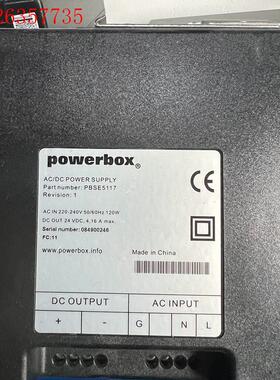 26357735
powerbox®
AC/DC POWER SUPPLY
Part number: PBSE5117
Revision: 1
CE
AC IN 220-240V 50/60Hz 120W
DC OUT 24 VDC, 4,16 A max.
Serial number: 084900246
FC:11
powerbox.info
Made in China
DC OUTPUT
AC INPUT
+ - G N L